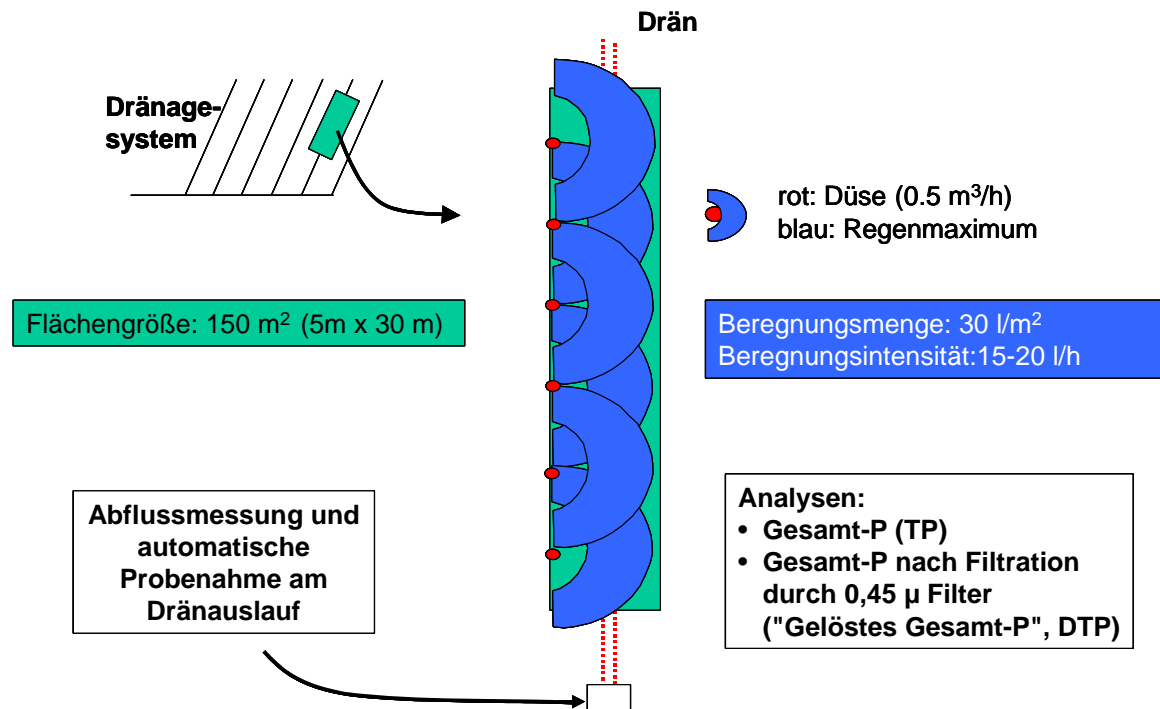 Drän
Dränage-
system
rot: Düse (0.5 m³/h)
blau: Regenmaximum
Flächengröße: 150 m² (5m x 30 m)
Beregnungsmenge: 30 l/m²
Beregnungsintensität:15-20 l/h
Abflussmessung und
automatische
Probenahme am
Dränauslauf
Analysen:
• Gesamt-P (TP)
• Gesamt-P nach Filtration
durch 0,45 µ Filter
("Gelöstes Gesamt-P", DTP)